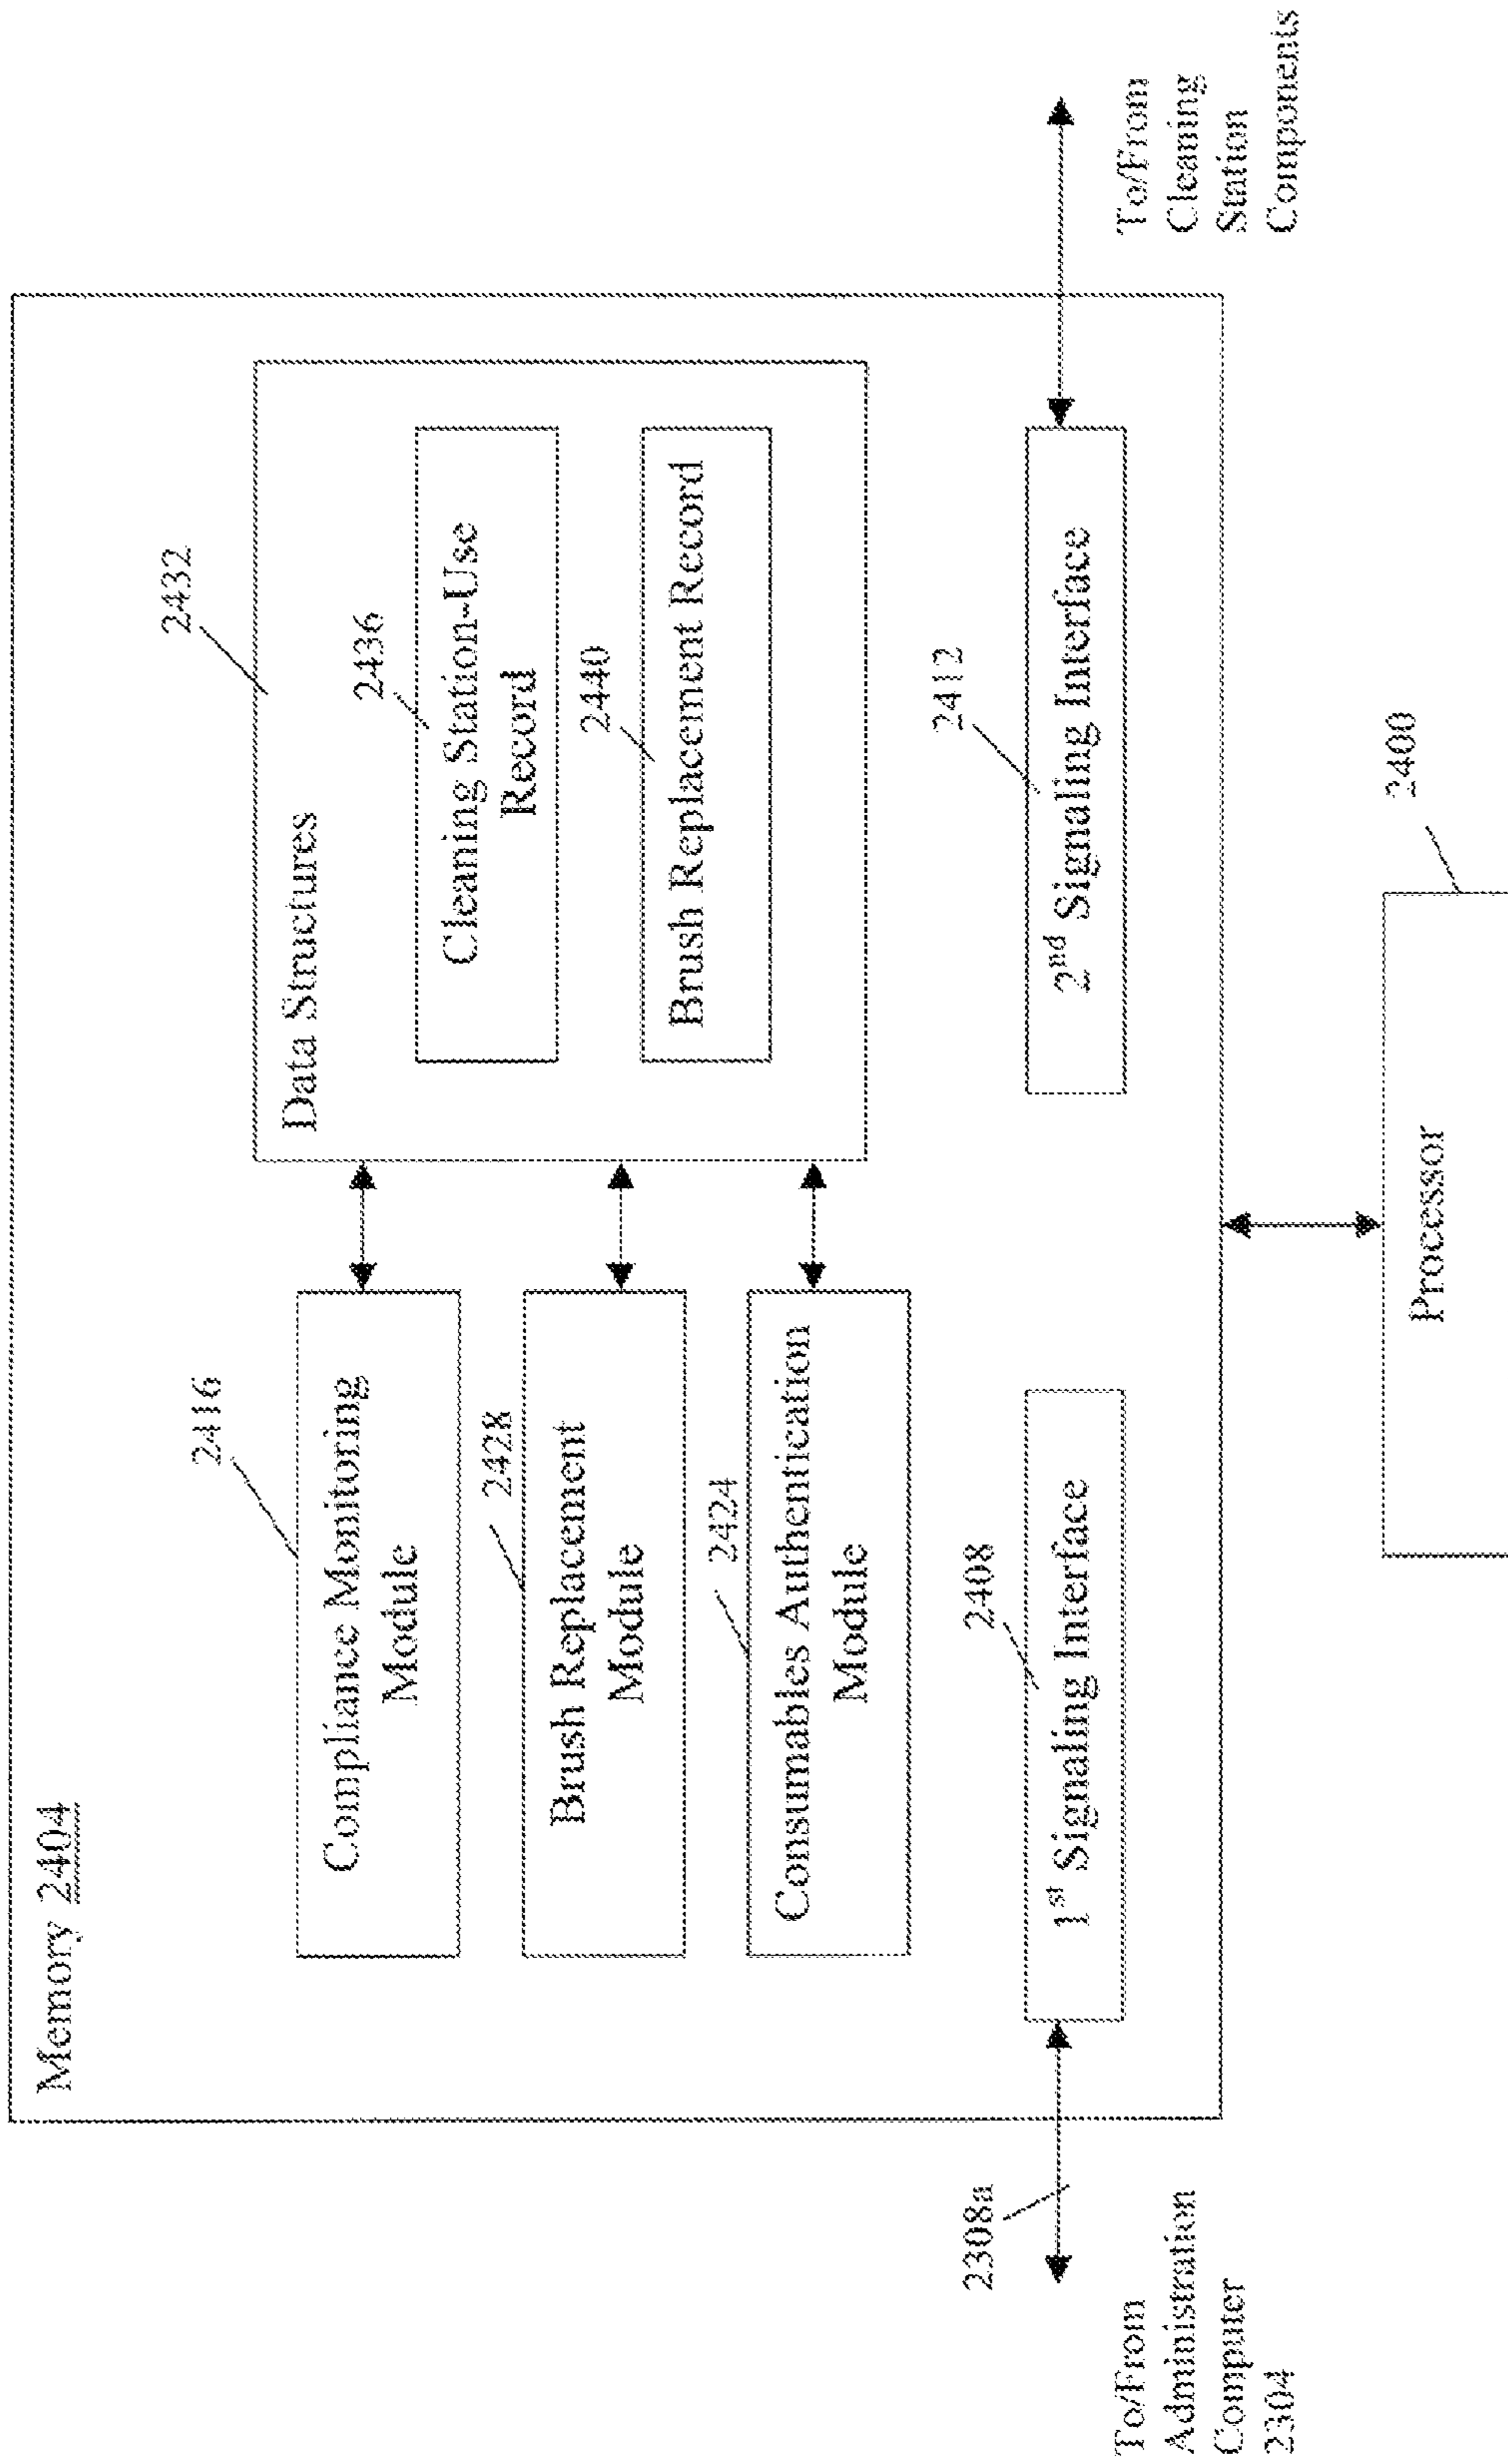 Memory 2404
2416
Compliance Monitoring
Module
2428
Brush Replacement
Module
2424
Consumables Authentication
Module
2432
Data Structures
2436
Cleaning Station-Use
Record
2440
Brush Replacement Record
2408
1st Signaling Interface
2412
2nd Signaling Interface
2308a
To/From
Administration
Computer
2304
To/From
Cleaning
Station
Components
2400
Processor